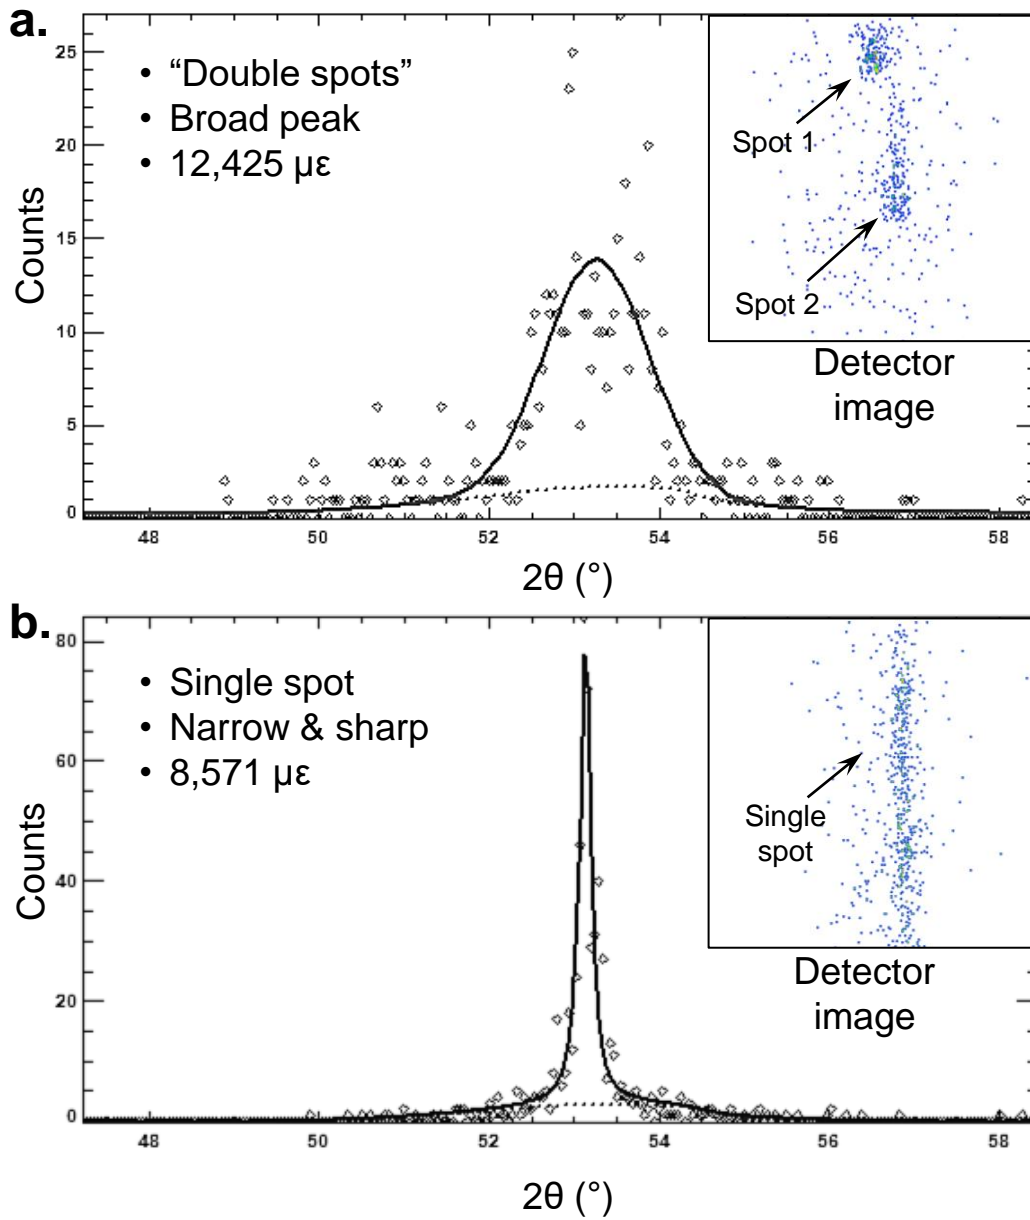 a.
25
20
15
10
5
0
Counts
• “Double spots”
• Broad peak
• 12,425 µε
Spot 1
Spot 2
Detector
image
48 50 52 54 56 58
2θ (°)
b.
80
60
40
20
0
Counts
• Single spot
• Narrow & sharp
• 8,571 µε
Single
spot
Detector
image
48 50 52 54 56 58
2θ (°)